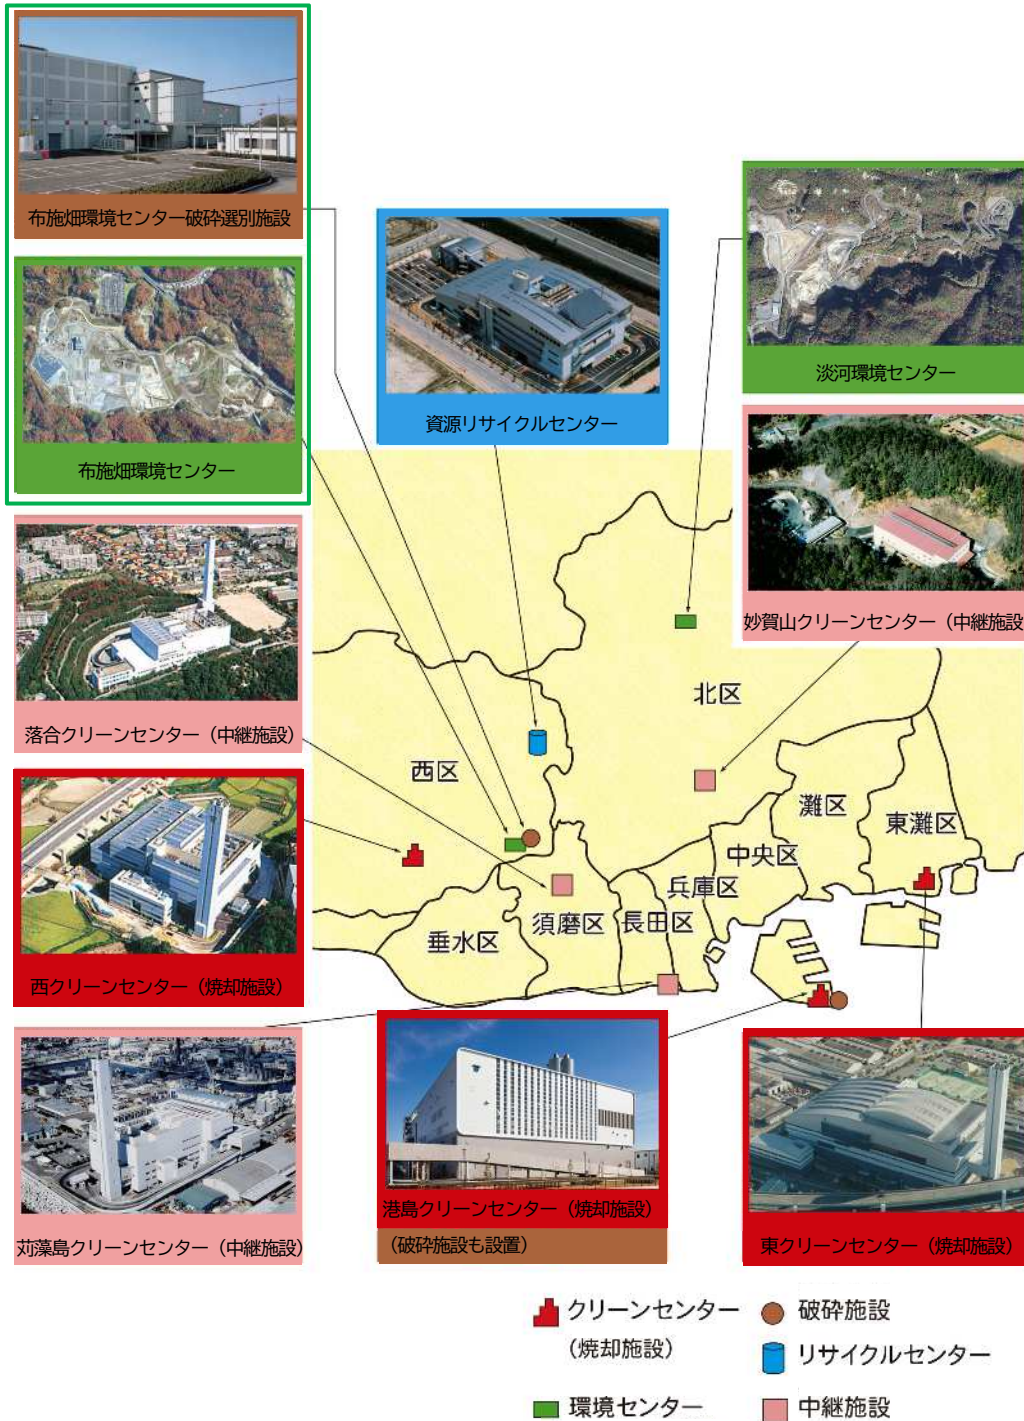 布施畑環境センター破砕選別施設
布施畑環境センター
資源リサイクルセンター
淡河環境センター
妙賀山クリーンセンター（中継施設
落合クリーンセンター（中継施設）
西クリーンセンター（焼却施設）
北区
西区
灘区
東灘区
中央区
兵庫区
須磨区
長田区
垂水区
苅藻島クリーンセンター（中継施設）
港島クリーンセンター（焼却施設）
（破砕施設も設置）
東クリーンセンター（焼却施設）
クリーンセンター
（焼却施設）
破砕施設
リサイクルセンター
環境センター
中継施設